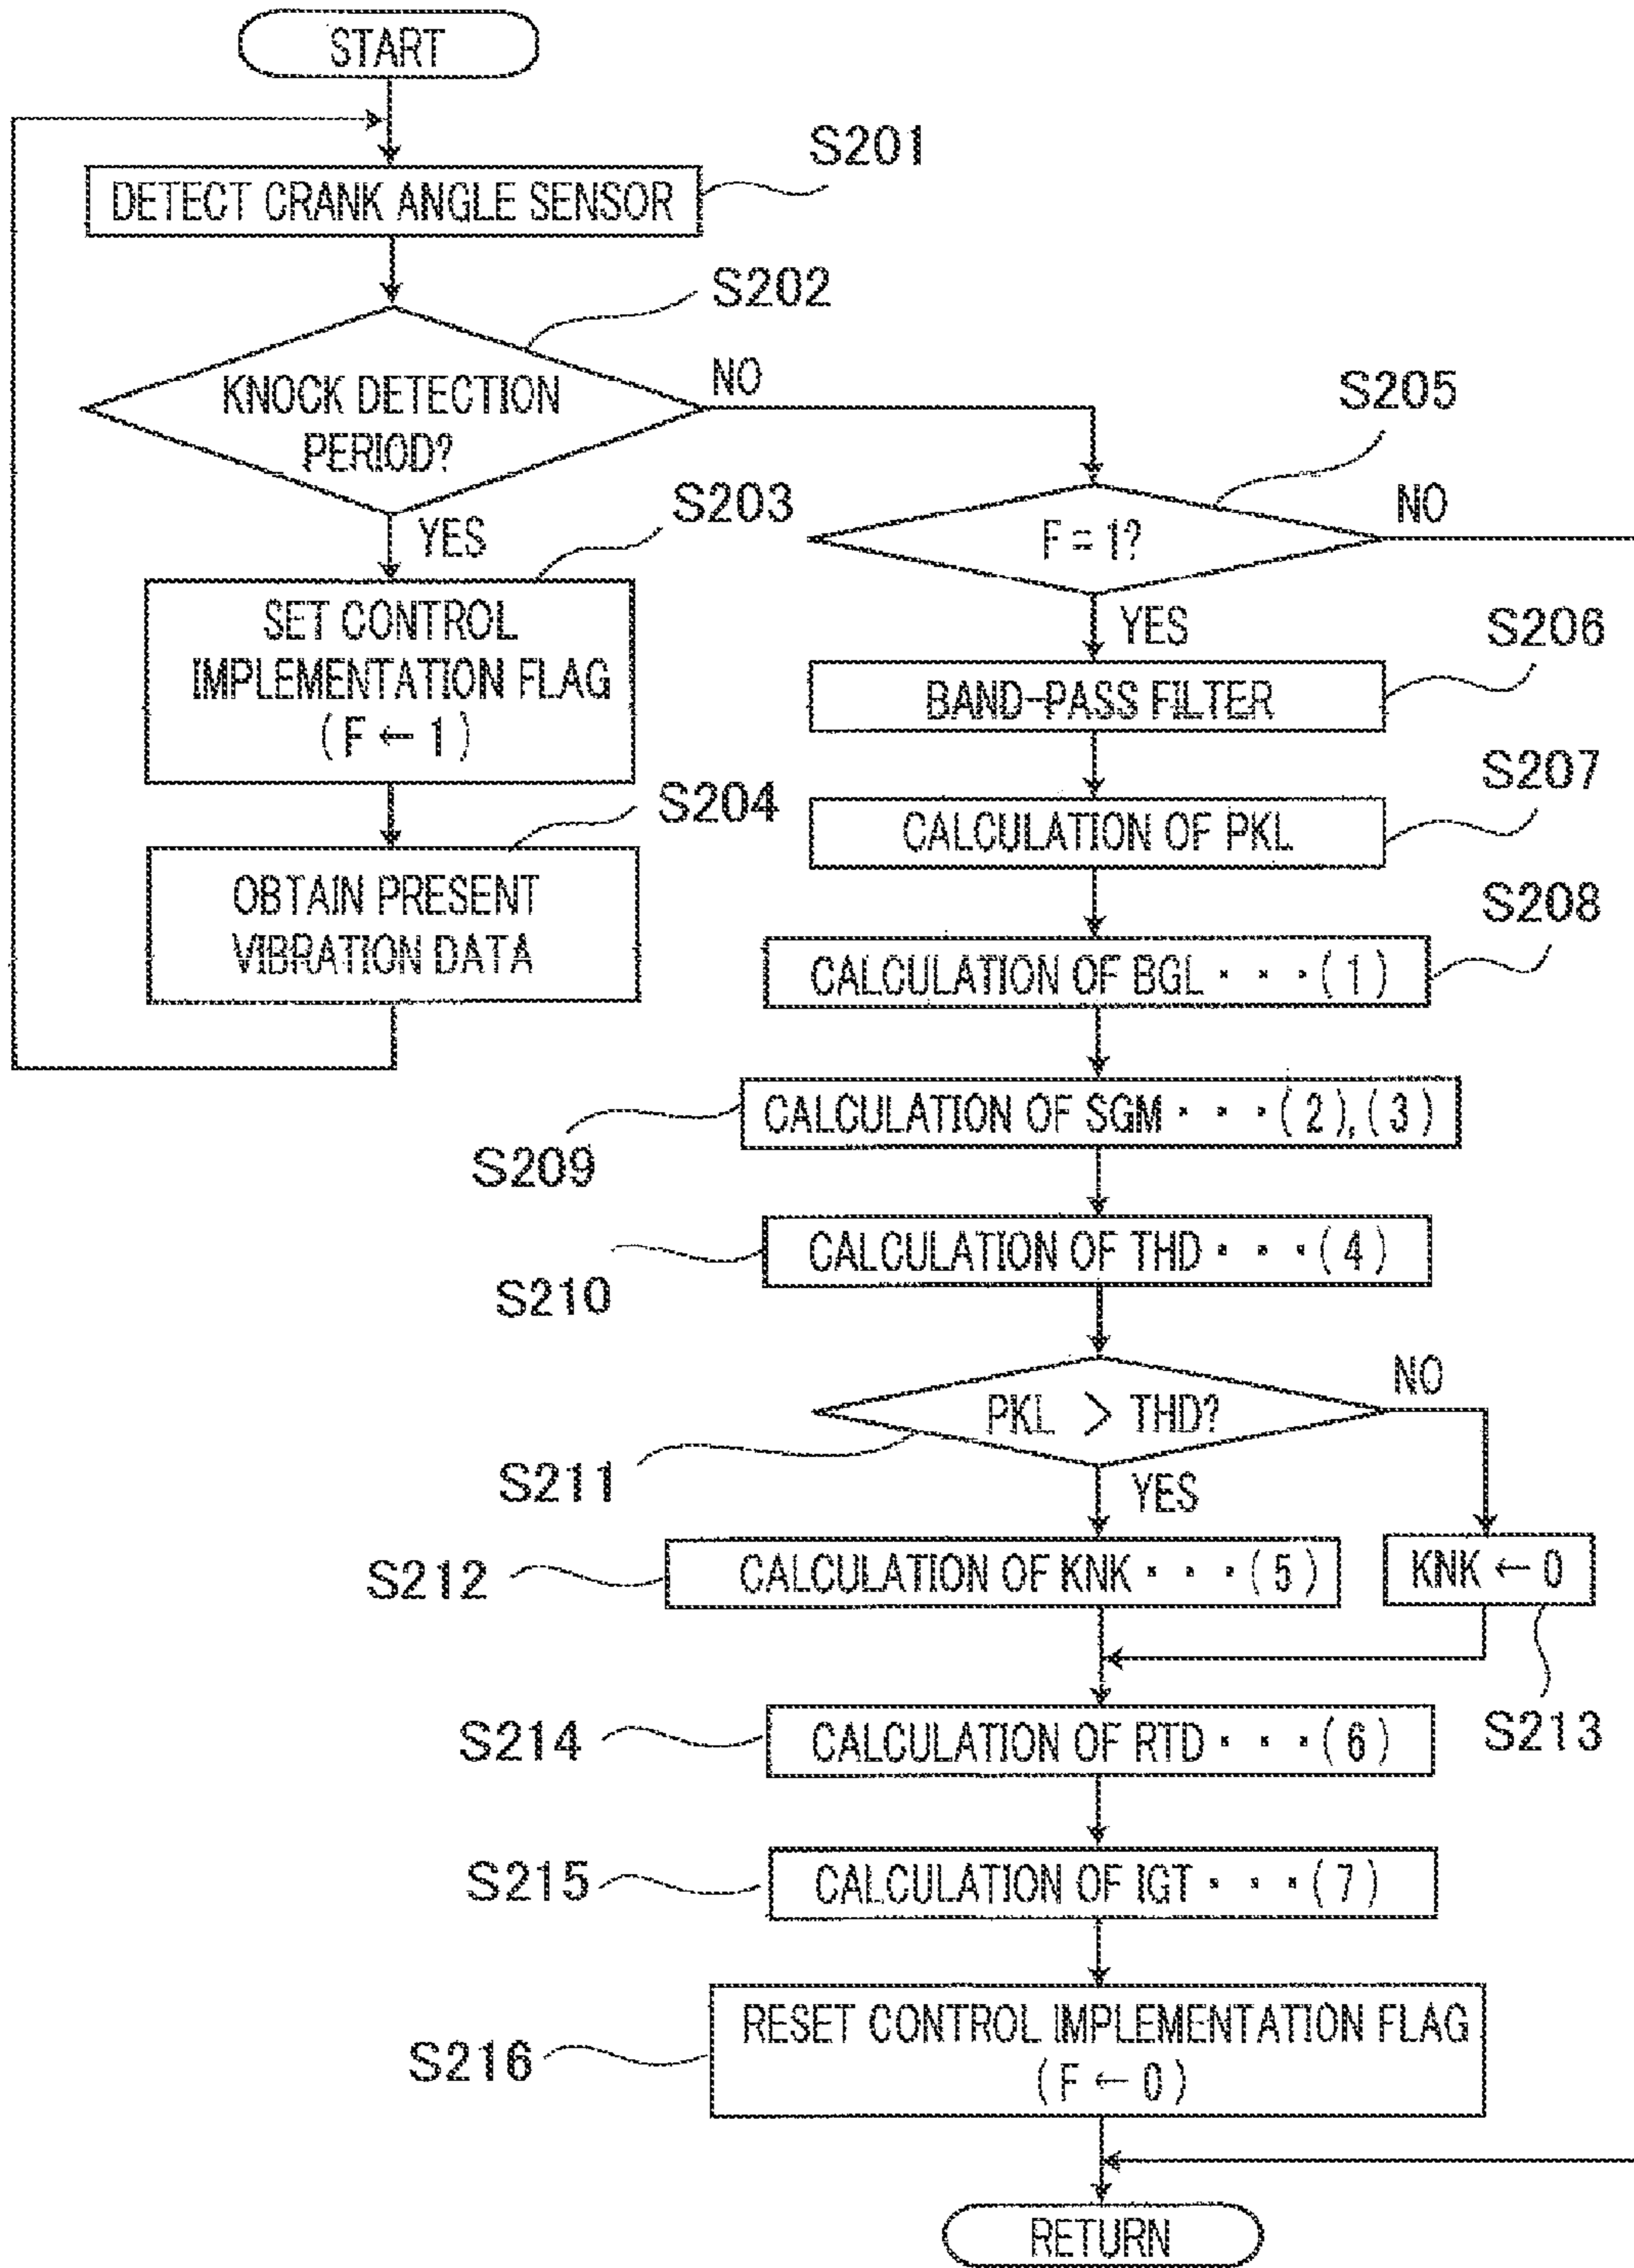 START
S201
DETECT CRANK ANGLE SENSOR
S202
KNOCK DETECTION
PERIOD?
NO
YES
S203
SET CONTROL
IMPLEMENTATION FLAG
( F ← 1 )
S204
OBTAIN PRESENT
VIBRATION DATA
S205
F = 1?
NO
YES
S206
BAND-PASS FILTER
S207
CALCULATION OF PKL
S208
CALCULATION OF BGL · · · ( 1 )
CALCULATION OF SGM · · · ( 2 ), ( 3 )
S209
CALCULATION OF THD · · · ( 4 )
S210
PKL > THD?
NO
S211
YES
S212
CALCULATION OF KNK · · · ( 5 )
KNK ← 0
S213
S214
CALCULATION OF RTD · · · ( 6 )
S215
CALCULATION OF IGT · · · ( 7 )
RESET CONTROL IMPLEMENTATION FLAG
( F ← 0 )
S216
RETURN